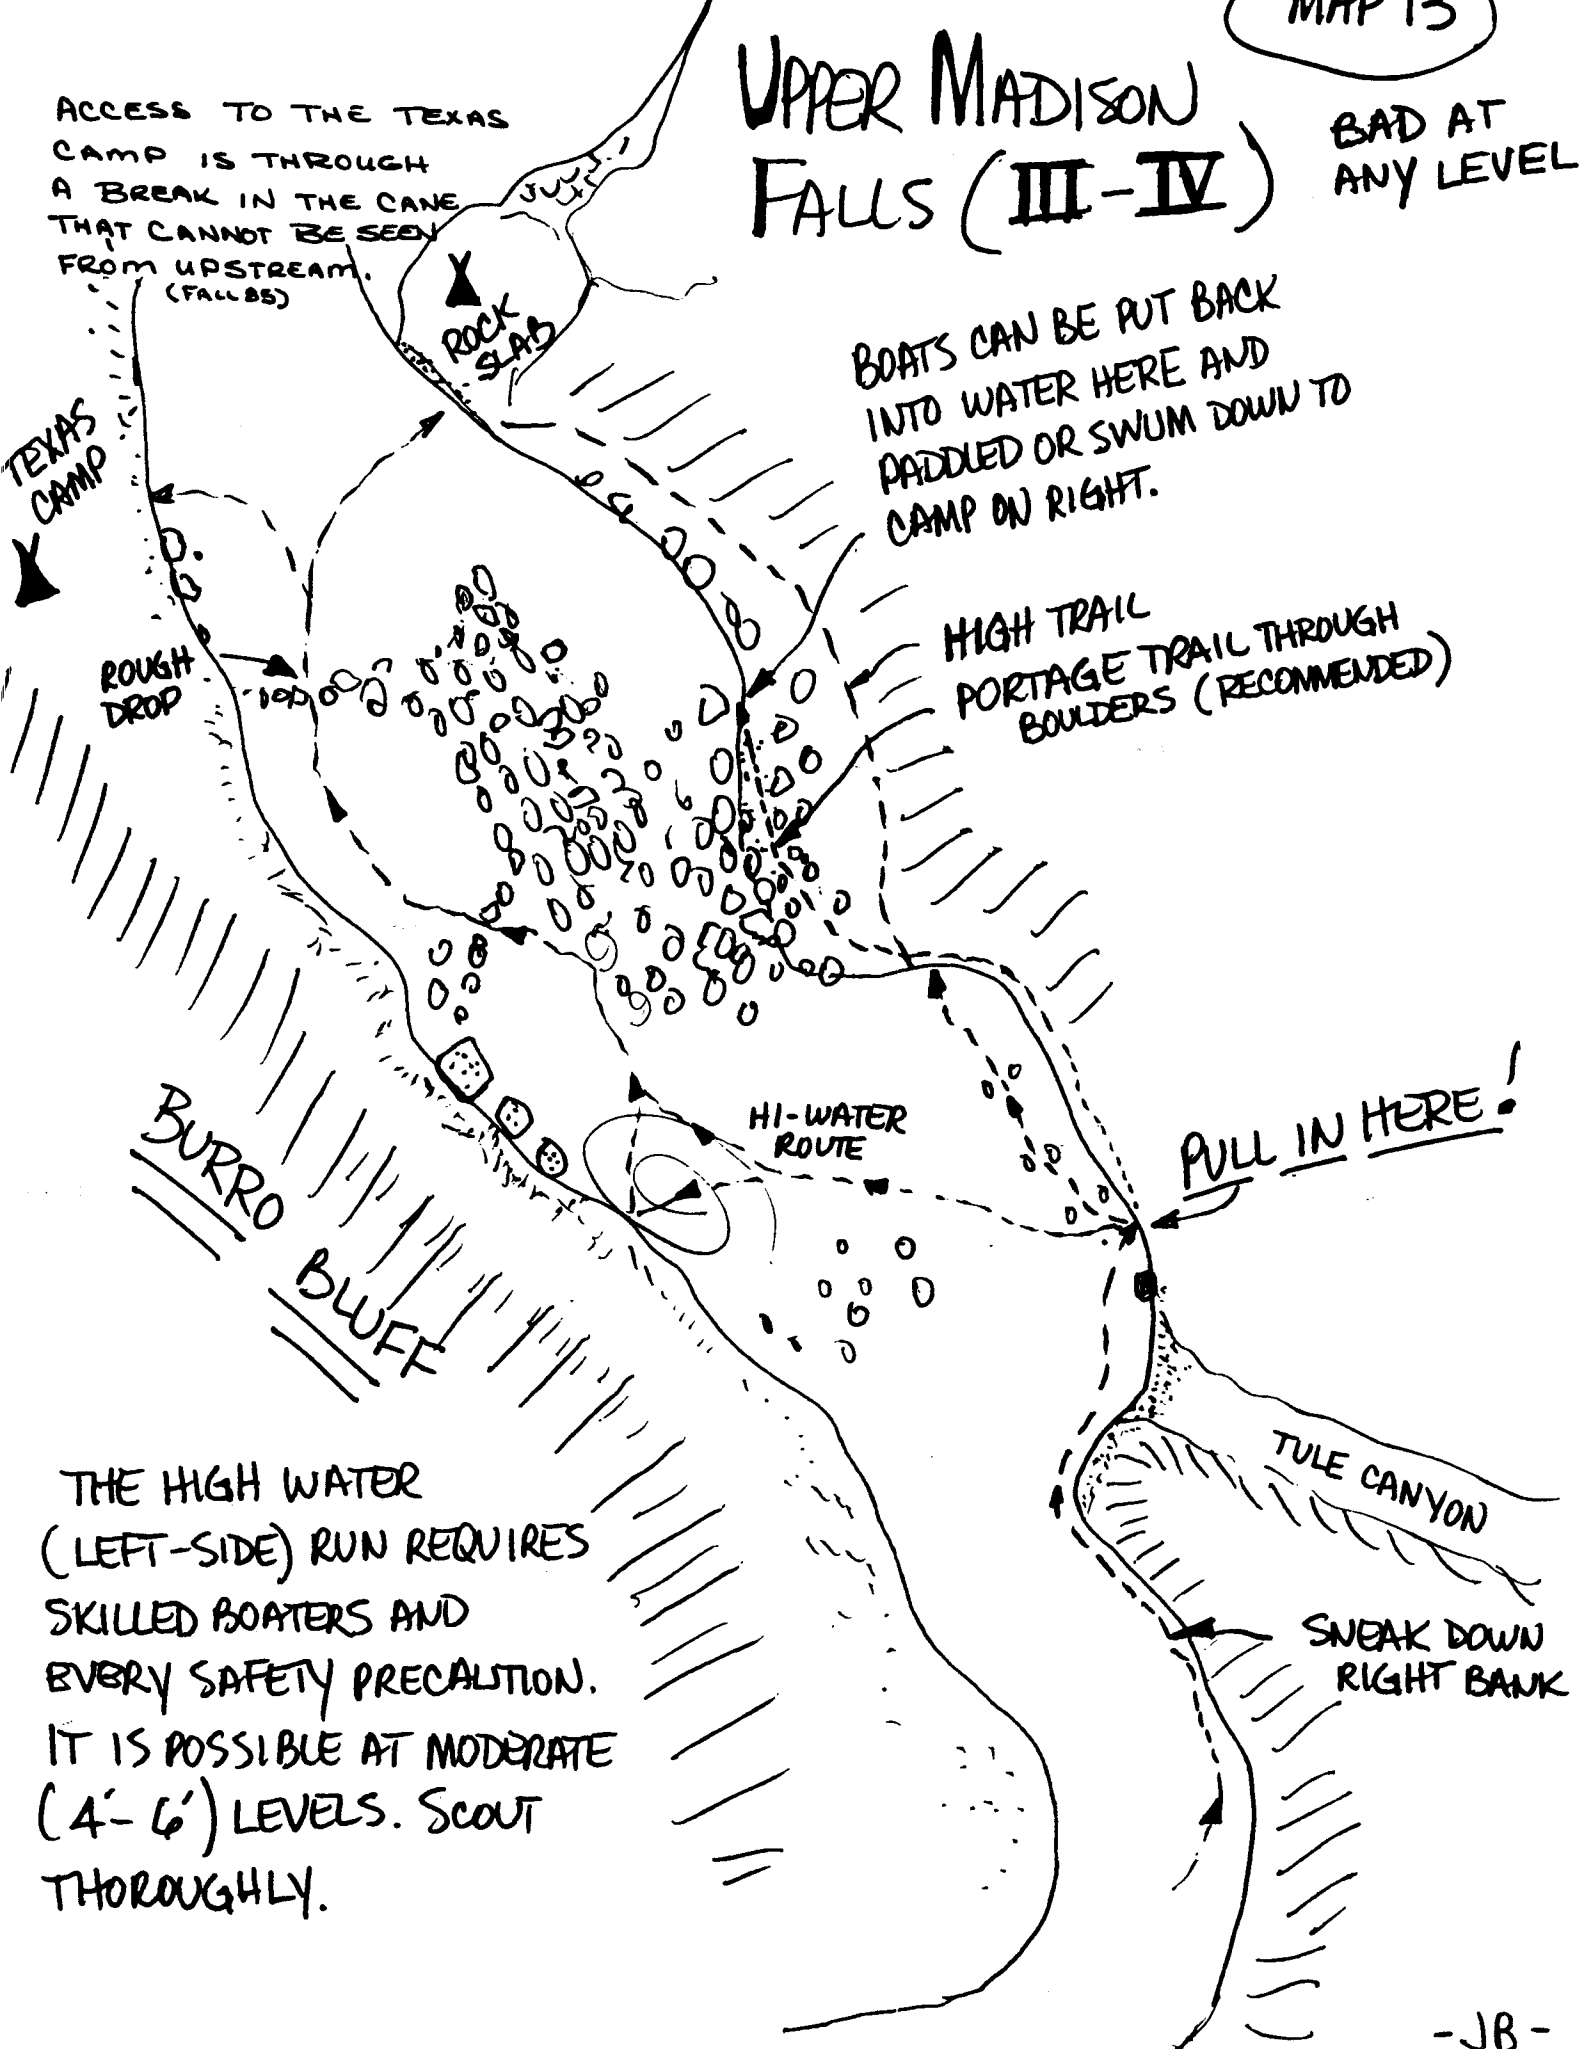 MAP 13
UPPER MADISON
FALLS (III-IV)
BAD AT
ANY LEVEL
ACCESS TO THE TEXAS
CAMP IS THROUGH
A BREAK IN THE CANE
THAT CANNOT BE SEEN
FROM UPSTREAM.
(FALL 85)
ROCK
SLAB
BOATS CAN BE PUT BACK
INTO WATER HERE AND
PADDLED OR SWUM DOWN TO
CAMP ON RIGHT.
TEXAS
CAMP
HIGH TRAIL
PORTAGE TRAIL THROUGH
BOULDERS (RECOMMENDED)
ROUGH
DROP
HI-WATER
ROUTE
PULL IN HERE!
BURRO
BLUFF
TULE CANYON
THE HIGH WATER
(LEFT-SIDE) RUN REQUIRES
SKILLED BOATERS AND
EVERY SAFETY PRECAUTION.
IT IS POSSIBLE AT MODERATE
(4'-6') LEVELS. SCOUT
THOROUGHLY.
SNEAK DOWN
RIGHT BANK
-JB-